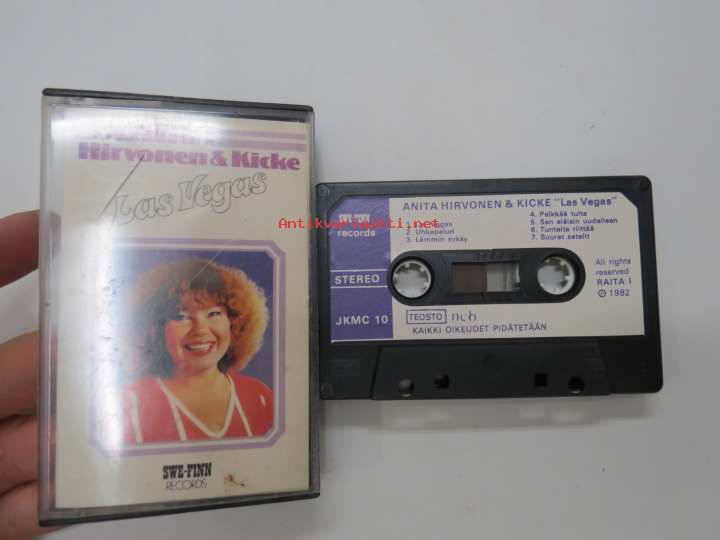 Hirvonen & Kicke
Las Vegas
SWE-FINN
RECORDS
Antikvariaatti.net
SWE-FINN
records
ANITA HIRVONEN & KICKE "Las Vegas"
2. Uhkapeluri
3. Lämmin sykäy
4. Pelkkää tulta
5. Sen eläisin uudelleen
6. Tunteita riittää
7. Suuret setelit
STEREO
All rights
reserved
RAITA I
℗ 1982
JKMC 10
TEOSTO ncb
KAIKKI OIKEUDET PIDÄTETÄÄN